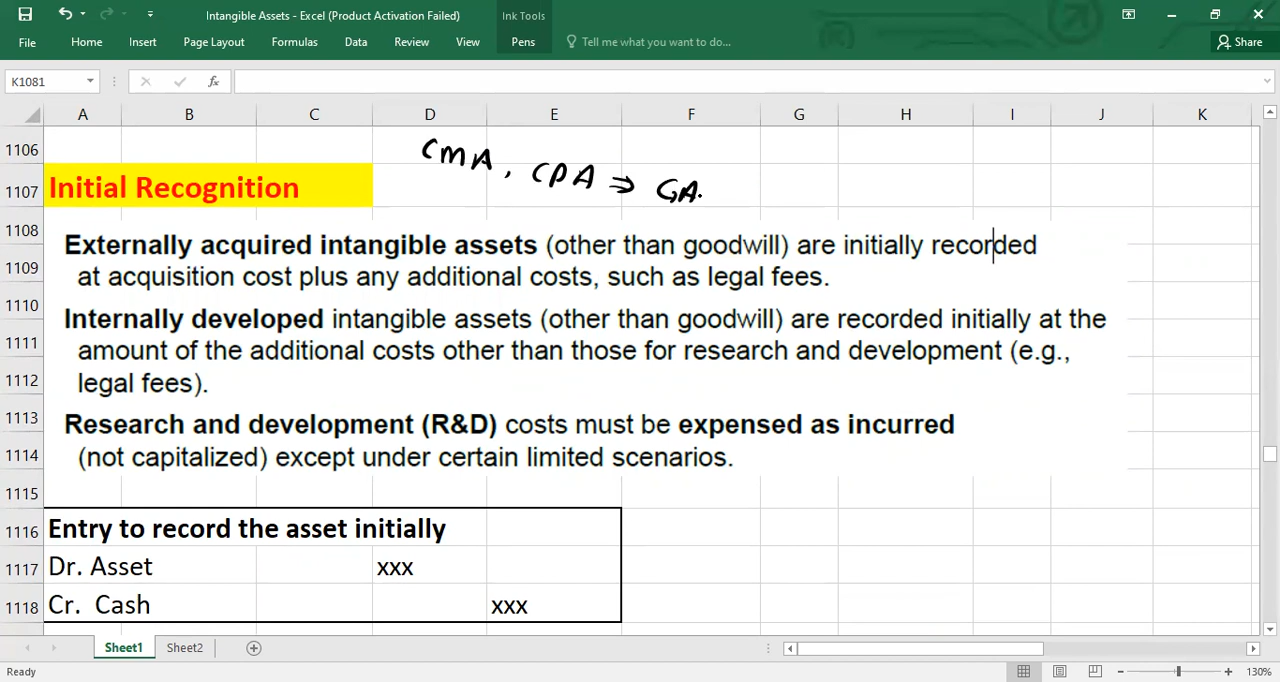 Intangible Assets - Excel (Product Activation Failed)
Ink Tools
File Home Insert Page Layout Formulas Data Review View Pens Tell me what you want to do... Share
K1081 fx
A B C D E F G H I J K
1106
CMA, CPA ⇒ GA.
1107 Initial Recognition
1108
Externally acquired intangible assets (other than goodwill) are initially recorded
1109
at acquisition cost plus any additional costs, such as legal fees.
1110
Internally developed intangible assets (other than goodwill) are recorded initially at the
1111
amount of the additional costs other than those for research and development (e.g.,
1112
legal fees).
1113
Research and development (R&D) costs must be expensed as incurred
1114
(not capitalized) except under certain limited scenarios.
1115
1116 Entry to record the asset initially
1117 Dr. Asset xxx
1118 Cr. Cash xxx
Sheet1 Sheet2
Ready 130%